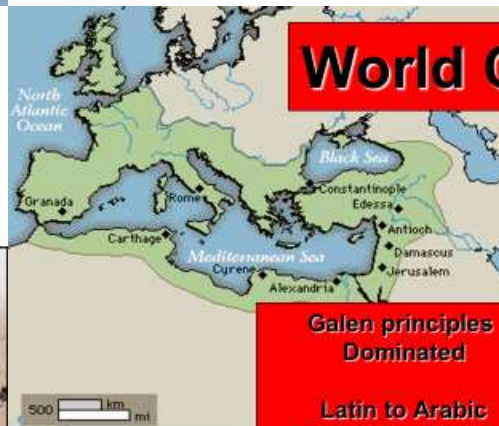 World
North
Atlantic
Ocean
Black Sea
Granada
Rome
Constantinople
Edessa
Carthage
Antioch
Mediterranean Sea
Damascus
Cyrene
Jerusalem
Alexandria
Galen principles
Dominated
Latin to Arabic
500 km
mi